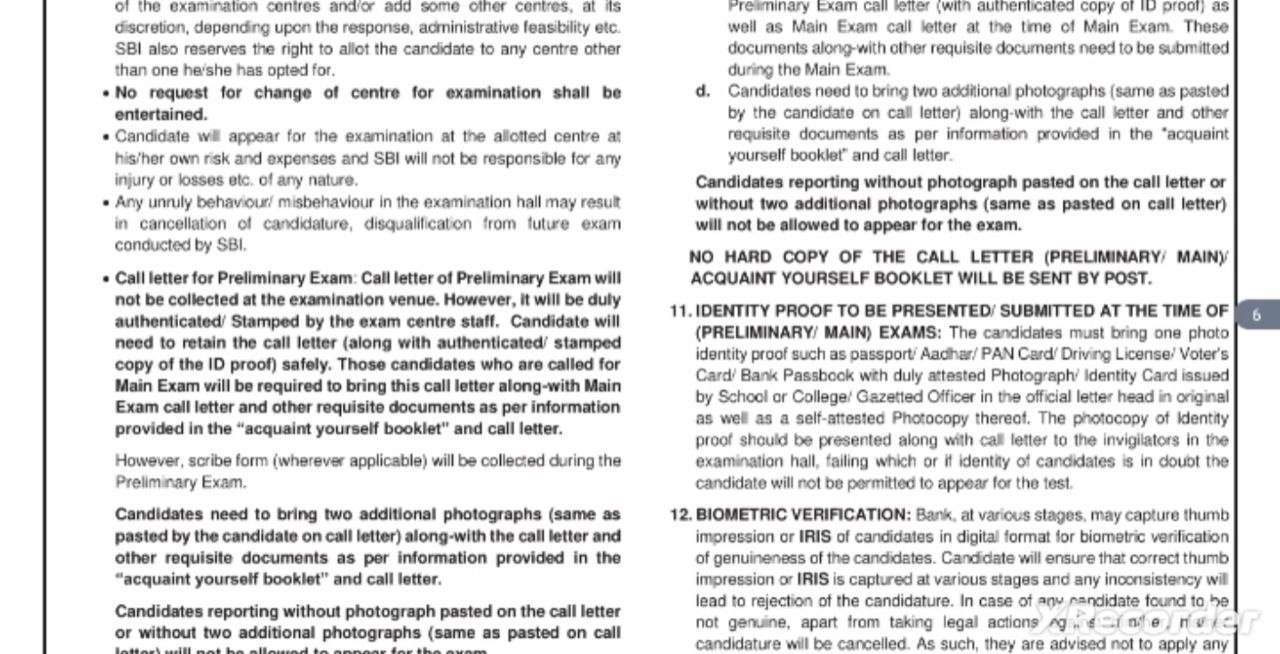 of the examination centres and/or add some other centres, at its
discretion, depending upon the response, administrative feasibility etc.
SBI also reserves the right to allot the candidate to any centre other
than one he/she has opted for.
• No request for change of centre for examination shall be
entertained.
• Candidate will appear for the examination at the allotted centre at
his/her own risk and expenses and SBI will not be responsible for any
injury or losses etc. of any nature.
• Any unruly behaviour/ misbehaviour in the examination hall may result
in cancellation of candidature, disqualification from future exam
conducted by SBI.
• Call letter for Preliminary Exam: Call letter of Preliminary Exam will
not be collected at the examination venue. However, it will be duly
authenticated/ Stamped by the exam centre staff. Candidate will
need to retain the call letter (along with authenticated/ stamped
copy of the ID proof) safely. Those candidates who are called for
Main Exam will be required to bring this call letter along-with Main
Exam call letter and other requisite documents as per information
provided in the "acquaint yourself booklet" and call letter.
However, scribe form (wherever applicable) will be collected during the
Preliminary Exam.
Candidates need to bring two additional photographs (same as
pasted by the candidate on call letter) along-with the call letter and
other requisite documents as per information provided in the
"acquaint yourself booklet" and call letter.
Candidates reporting without photograph pasted on the call letter
or without two additional photographs (same as pasted on call
letter) will not be allowed to appear for the exam.
Preliminary Exam call letter (with authenticated copy of ID proof) as
well as Main Exam call letter at the time of Main Exam. These
documents along-with other requisite documents need to be submitted
during the Main Exam.
d. Candidates need to bring two additional photographs (same as pasted
by the candidate on call letter) along-with the call letter and other
requisite documents as per information provided in the "acquaint
yourself booklet" and call letter.
Candidates reporting without photograph pasted on the call letter or
without two additional photographs (same as pasted on call letter)
will not be allowed to appear for the exam.
NO HARD COPY OF THE CALL LETTER (PRELIMINARY/ MAIN)/
ACQUAINT YOURSELF BOOKLET WILL BE SENT BY POST.
11. IDENTITY PROOF TO BE PRESENTED/ SUBMITTED AT THE TIME OF
(PRELIMINARY/ MAIN) EXAMS: The candidates must bring one photo
identity proof such as passport/ Aadhar/ PAN Card/ Driving License/ Voter's
Card/ Bank Passbook with duly attested Photograph/ Identity Card issued
by School or College/ Gazetted Officer in the official letter head in original
as well as a self-attested Photocopy thereof. The photocopy of Identity
proof should be presented along with call letter to the invigilators in the
examination hall, failing which or if identity of candidates is in doubt the
candidate will not be permitted to appear for the test.
12. BIOMETRIC VERIFICATION: Bank, at various stages, may capture thumb
impression or IRIS of candidates in digital format for biometric verification
of genuineness of the candidates. Candidate will ensure that correct thumb
impression or IRIS is captured at various stages and any inconsistency will
lead to rejection of the candidature. In case of any candidate found to be
not genuine, apart from taking legal actions
candidature will be cancelled. As such, they are advised not to apply any
6
XRecorder